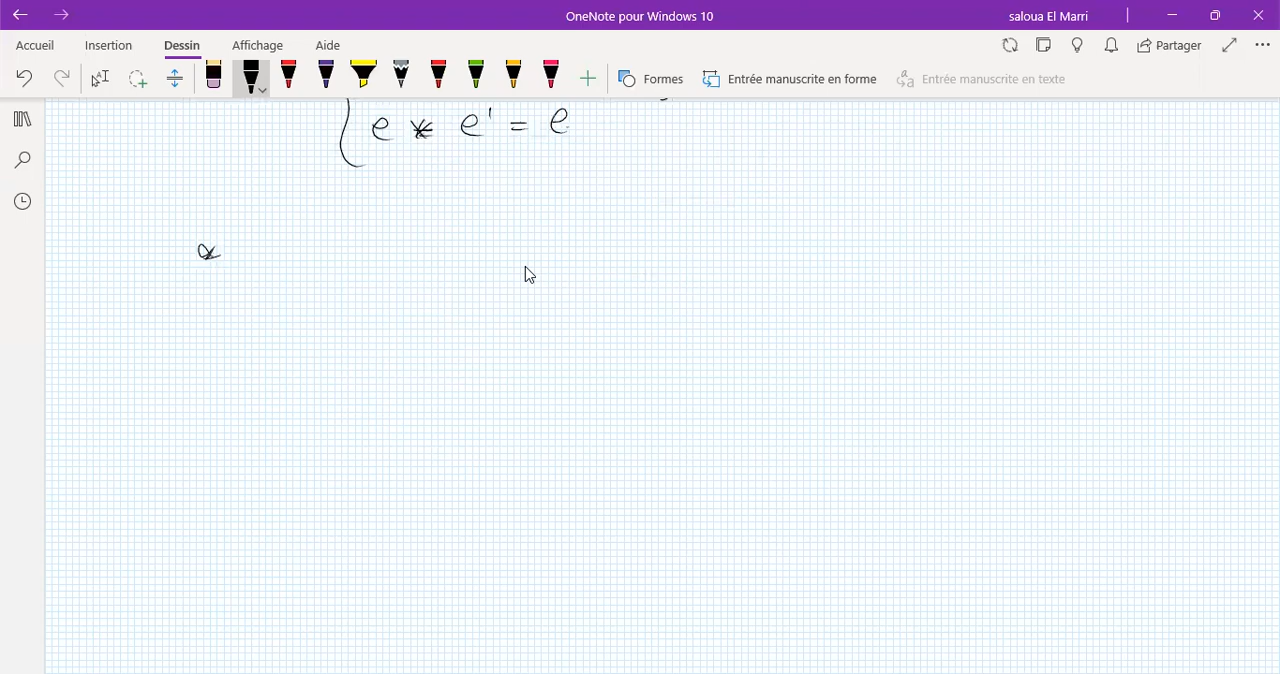 OneNote pour Windows 10
saloua El Marri
Accueil Insertion Dessin Affichage Aide
Partager
Formes
Entrée manuscrite en forme
Entrée manuscrite en texte
e * e' = e
*